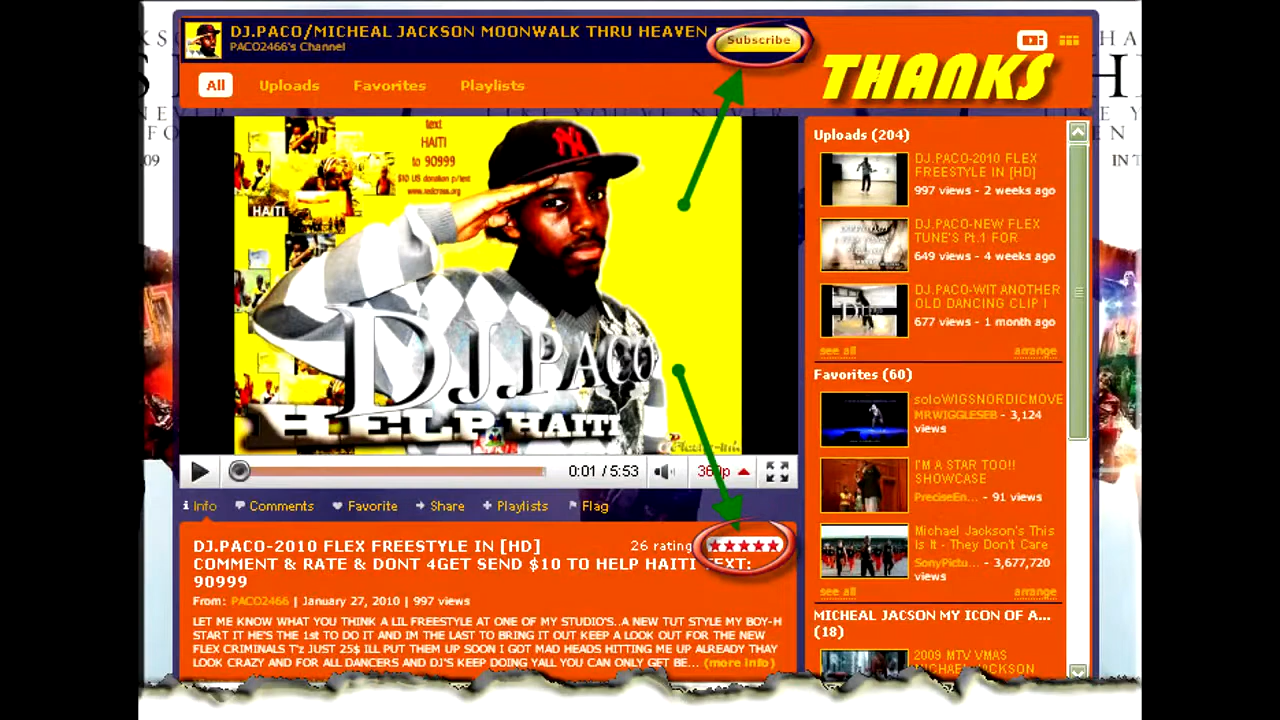 DJ.PACO/MICHEAL JACKSON MOONWALK THRU HEAVEN
PACO2466's Channel
Subscribe
THANKS
All
Uploads
Favorites
Playlists
text
HAITI
to 90999
$10 US donation p/text
www.redcross.org
HAITI
NY
DJ.PACO
HELP HAITI
0:01 / 5:53
360p
Info
Comments
Favorite
Share
Playlists
Flag
DJ.PACO-2010 FLEX FREESTYLE IN [HD]
26 rating
COMMENT & RATE & DONT 4GET SEND $10 TO HELP HAITI TEXT:
90999
From: PACO2466 | January 27, 2010 | 997 views
LET ME KNOW WHAT YOU THINK A LIL FREESTYLE AT ONE OF MY STUDIO'S..A NEW TUT STYLE MY BOY-H
START IT HE'S THE 1st TO DO IT AND IM THE LAST TO BRING IT OUT KEEP A LOOK OUT FOR THE NEW
FLEX CRIMINALS T'z JUST 25$ ILL PUT THEM UP SOON I GOT MAD HEADS HITTING ME UP ALREADY THAY
LOOK CRAZY AND FOR ALL DANCERS AND DJ'S KEEP DOING YALL YOU CAN ONLY GET BE... (more info)
Uploads (204)
DJ.PACO-2010 FLEX
FREESTYLE IN [HD]
997 views - 2 weeks ago
DJ.PACO-NEW FLEX
TUNE'S Pt.1 FOR
649 views - 4 weeks ago
DJ.PACO-WIT ANOTHER
OLD DANCING CLIP I
677 views - 1 month ago
see all
arrange
Favorites (60)
soloWIGSNORDICMOVE
MRWIGGLESEB - 3,124
views
I'M A STAR TOO!!
SHOWCASE
PreciseEn... - 91 views
Michael Jackson's This
Is It - They Don't Care
SonyPictu... - 3,677,720
views
see all
arrange
MICHEAL JACSON MY ICON OF A...
(18)
2009 MTV VMAS
MICHAEL JACKSON